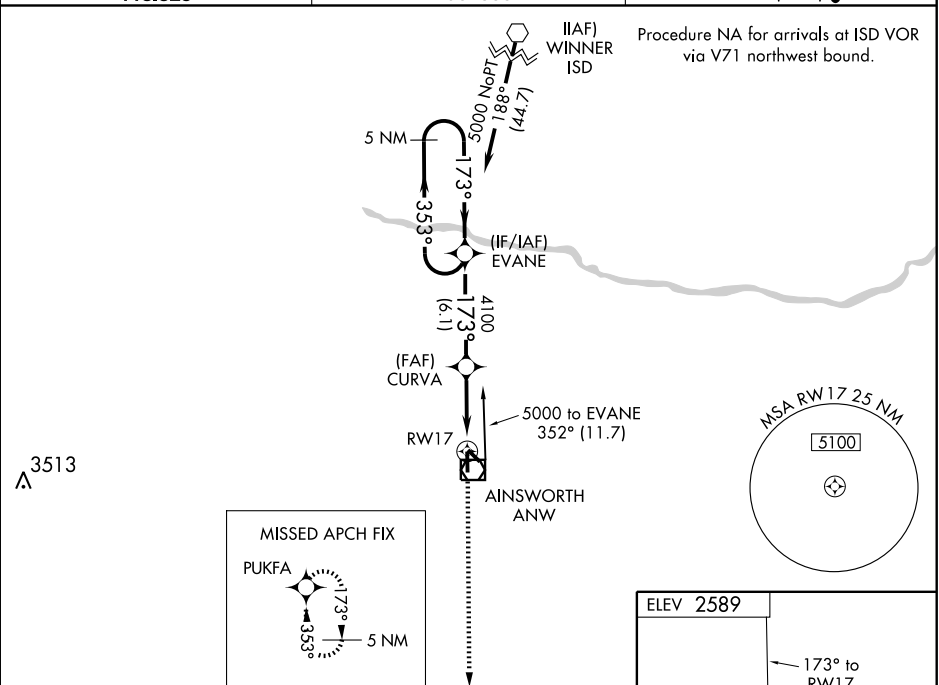 IIAF)
WINNER
ISD
Procedure NA for arrivals at ISD VOR
via V71 northwest bound.
5000 NoPT
188°
(44.7)
5 NM
173°
353°
(IF/IAF)
EVANE
4100
173°
(6.1)
(FAF)
CURVA
5000 to EVANE
352° (11.7)
RW17
AINSWORTH
ANW
3513
MSA RW17 25 NM
5100
MISSED APCH FIX
PUKFA
173°
353°
5 NM
ELEV 2589
173° to
RW17